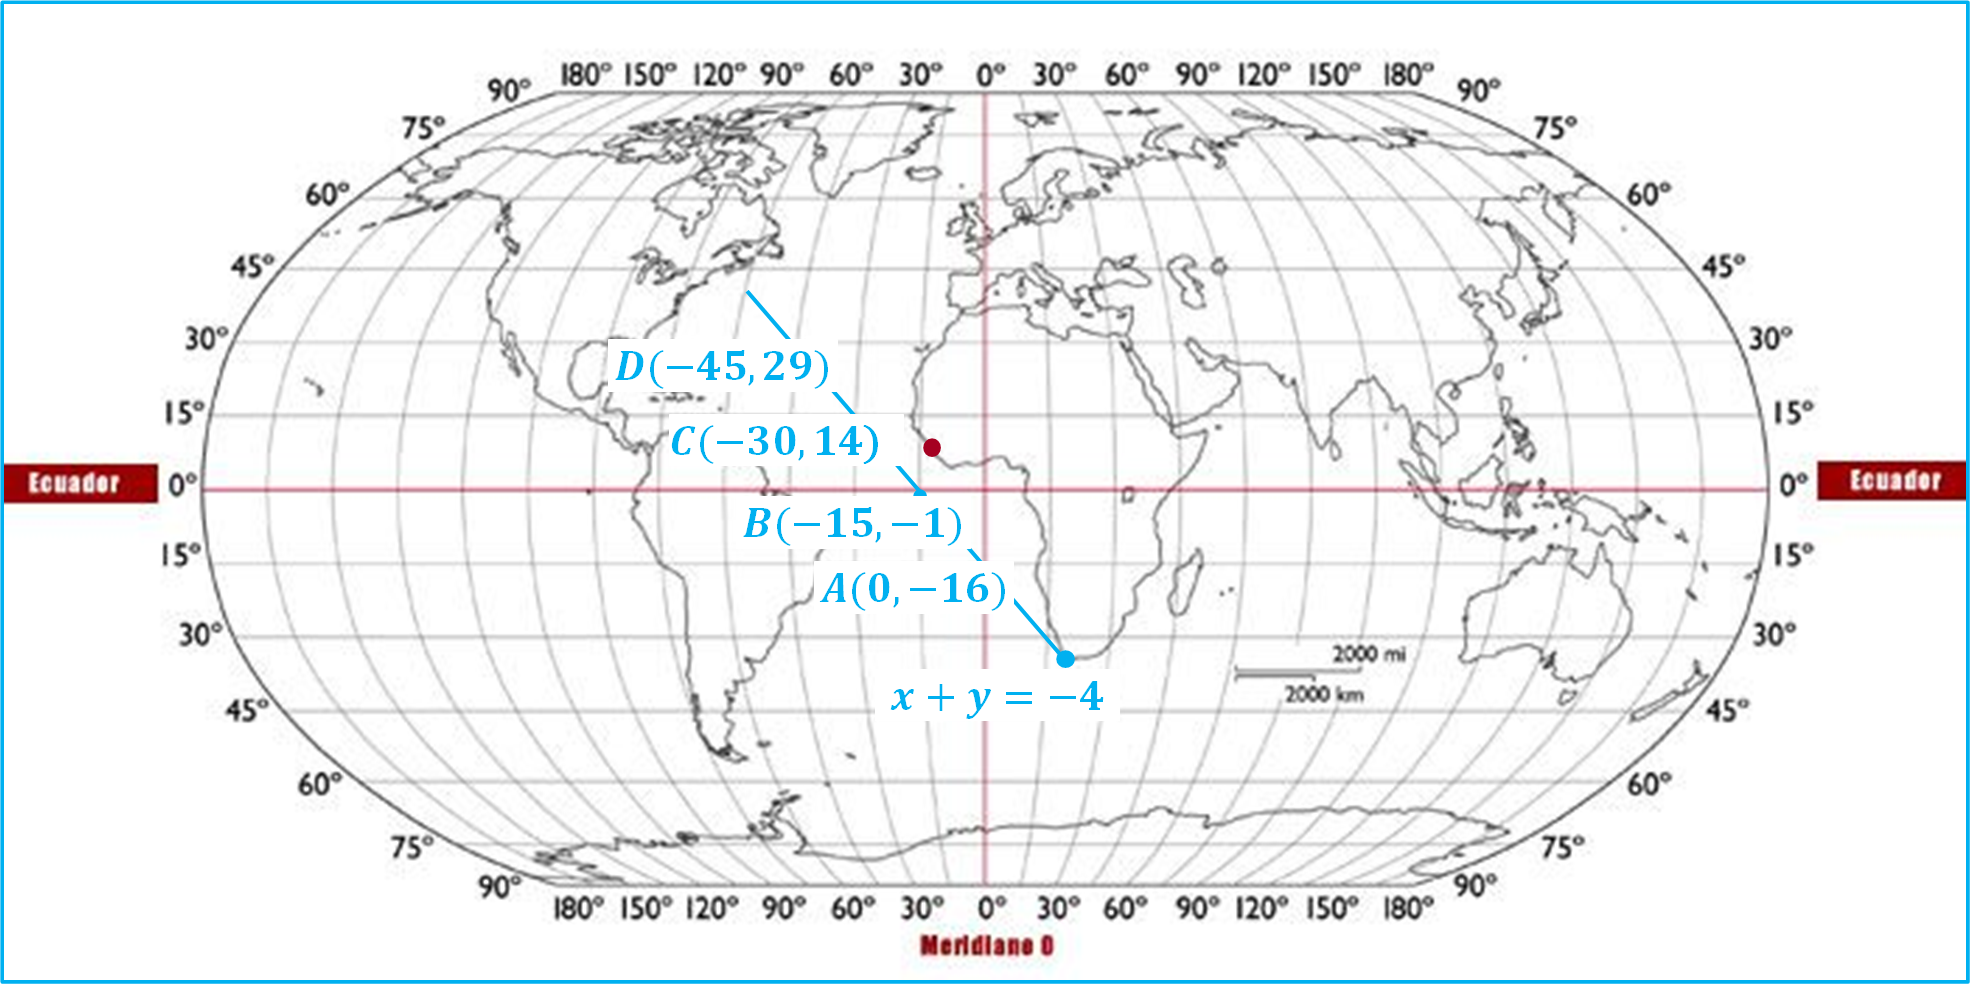 180° 150° 120° 90° 60° 30° 0° 30° 60° 90° 120° 150° 180°
90° 90°
75° 75°
60° 60°
45° 45°
30° 30°
D(−45, 29)
15° 15°
C(−30, 14)
Ecuador 0° 0° Ecuador
B(−15, −1)
15° 15°
A(0, −16)
30° 30°
2000 mi
2000 km
x + y = −4
45° 45°
60° 60°
75° 75°
90° 90°
180° 150° 120° 90° 60° 30° 0° 30° 60° 90° 120° 150° 180°
Meridiano 0